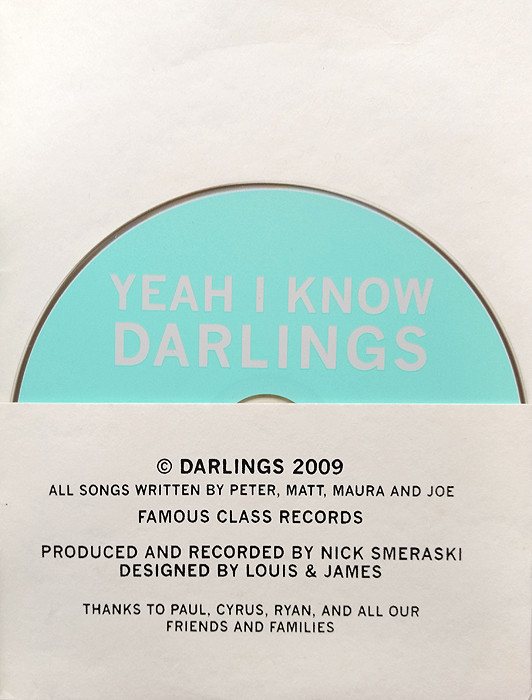 YEAH I KNOW
DARLINGS
© DARLINGS 2009
ALL SONGS WRITTEN BY PETER, MATT, MAURA AND JOE
FAMOUS CLASS RECORDS
PRODUCED AND RECORDED BY NICK SMERASKI
DESIGNED BY LOUIS & JAMES
THANKS TO PAUL, CYRUS, RYAN, AND ALL OUR
FRIENDS AND FAMILIES